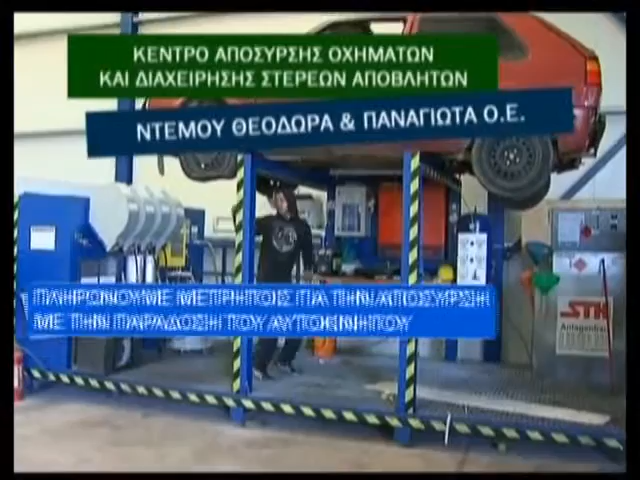 ΚΕΝΤΡΟ ΑΠΟΣΥΡΣΗΣ ΟΧΗΜΑΤΩΝ
ΚΑΙ ΔΙΑΧΕΙΡΗΣΗΣ ΣΤΕΡΕΩΝ ΑΠΟΒΛΗΤΩΝ
ΝΤΕΜΟΥ ΘΕΟΔΩΡΑ & ΠΑΝΑΓΙΩΤΑ Ο.Ε.
ΠΛΗΡΩΝΟΥΜΕ ΜΕΤΡΗΤΟΙΣ ΓΙΑ ΤΗΝ ΑΠΟΣΥΡΣΗ
ΜΕ ΤΗΝ ΠΑΡΑΔΟΣΗ ΤΟΥ ΑΥΤΟΚΙΝΗΤΟΥ